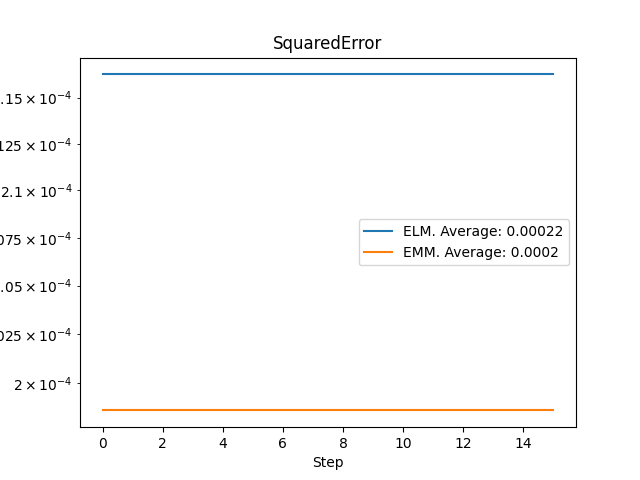 SquaredError
.15 × 10⁻⁴
125 × 10⁻⁴
2.1 × 10⁻⁴
075 × 10⁻⁴
.05 × 10⁻⁴
025 × 10⁻⁴
2 × 10⁻⁴
ELM. Average: 0.00022
EMM. Average: 0.0002
0 2 4 6 8 10 12 14
Step